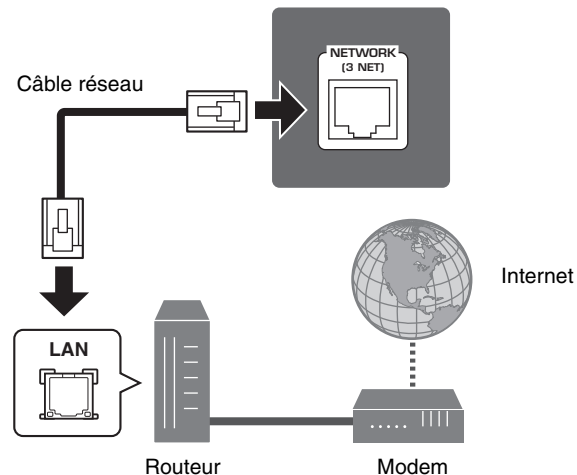 NETWORK
(3 NET)
Câble réseau
Internet
LAN
Routeur
Modem